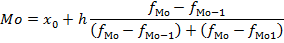 Mo = x₀ + h (f_Mo − f_Mo−1) / ((f_Mo − f_Mo−1) + (f_Mo − f_Mo1))